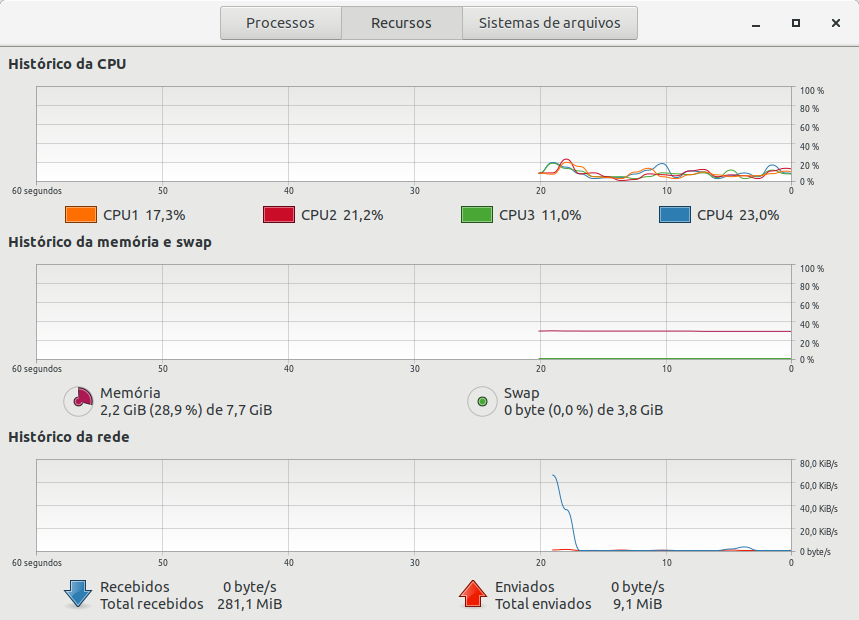 Processos Recursos Sistemas de arquivos
Histórico da CPU
100 %
80 %
60 %
40 %
20 %
0 %
60 segundos 50 40 30 20 10 0
CPU1 17,3% CPU2 21,2% CPU3 11,0% CPU4 23,0%
Histórico da memória e swap
100 %
80 %
60 %
40 %
20 %
0 %
60 segundos 50 40 30 20 10 0
Memória
2,2 GiB (28,9 %) de 7,7 GiB
Swap
0 byte (0,0 %) de 3,8 GiB
Histórico da rede
80,0 KiB/s
60,0 KiB/s
40,0 KiB/s
20,0 KiB/s
0 byte/s
60 segundos 50 40 30 20 10 0
Recebidos 0 byte/s
Total recebidos 281,1 MiB
Enviados 0 byte/s
Total enviados 9,1 MiB